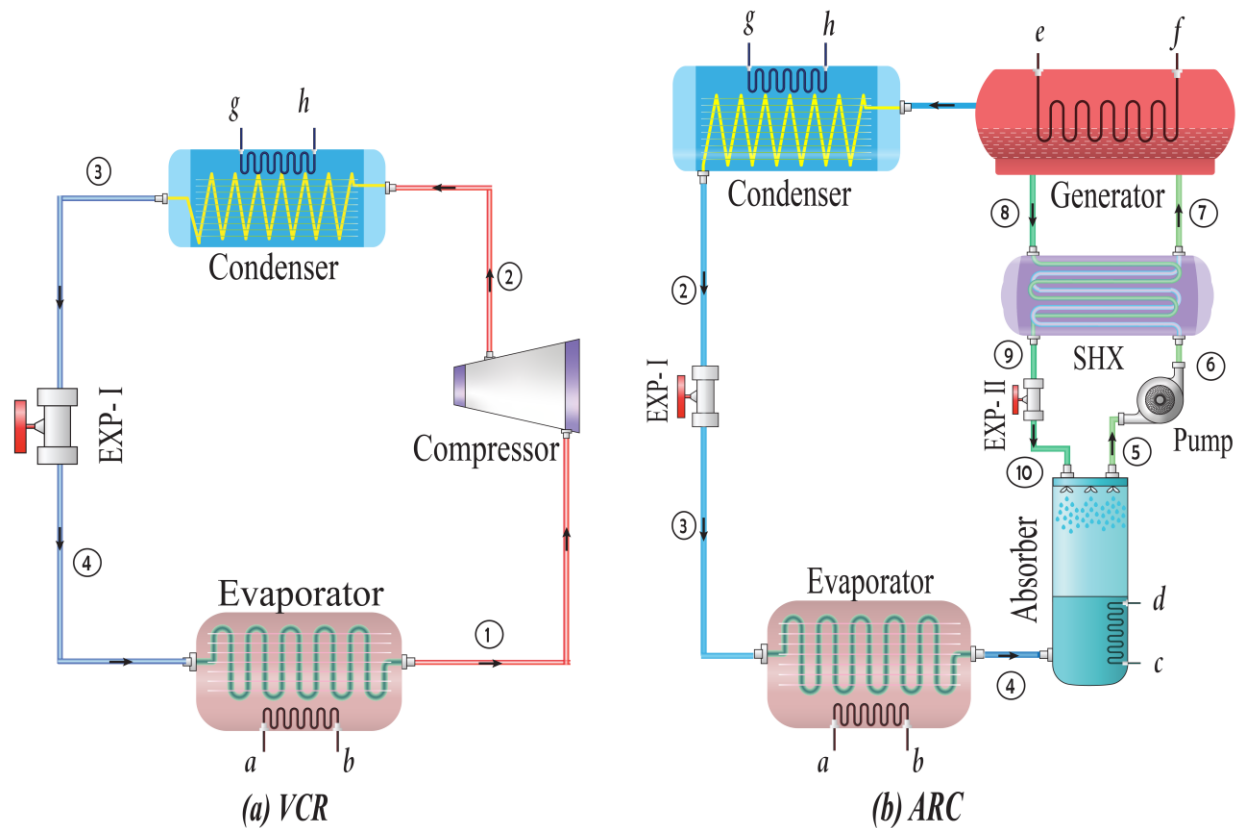 g h
③
Condenser
②
EXP- I
Compressor
④
Evaporator
①
a b
(a) VCR
g h
e f
Condenser
Generator
⑧
⑦
②
SHX
⑨
⑥
EXP- I
EXP- II
Pump
⑩
⑤
③
Absorber
Evaporator
d
④
c
a b
(b) ARC